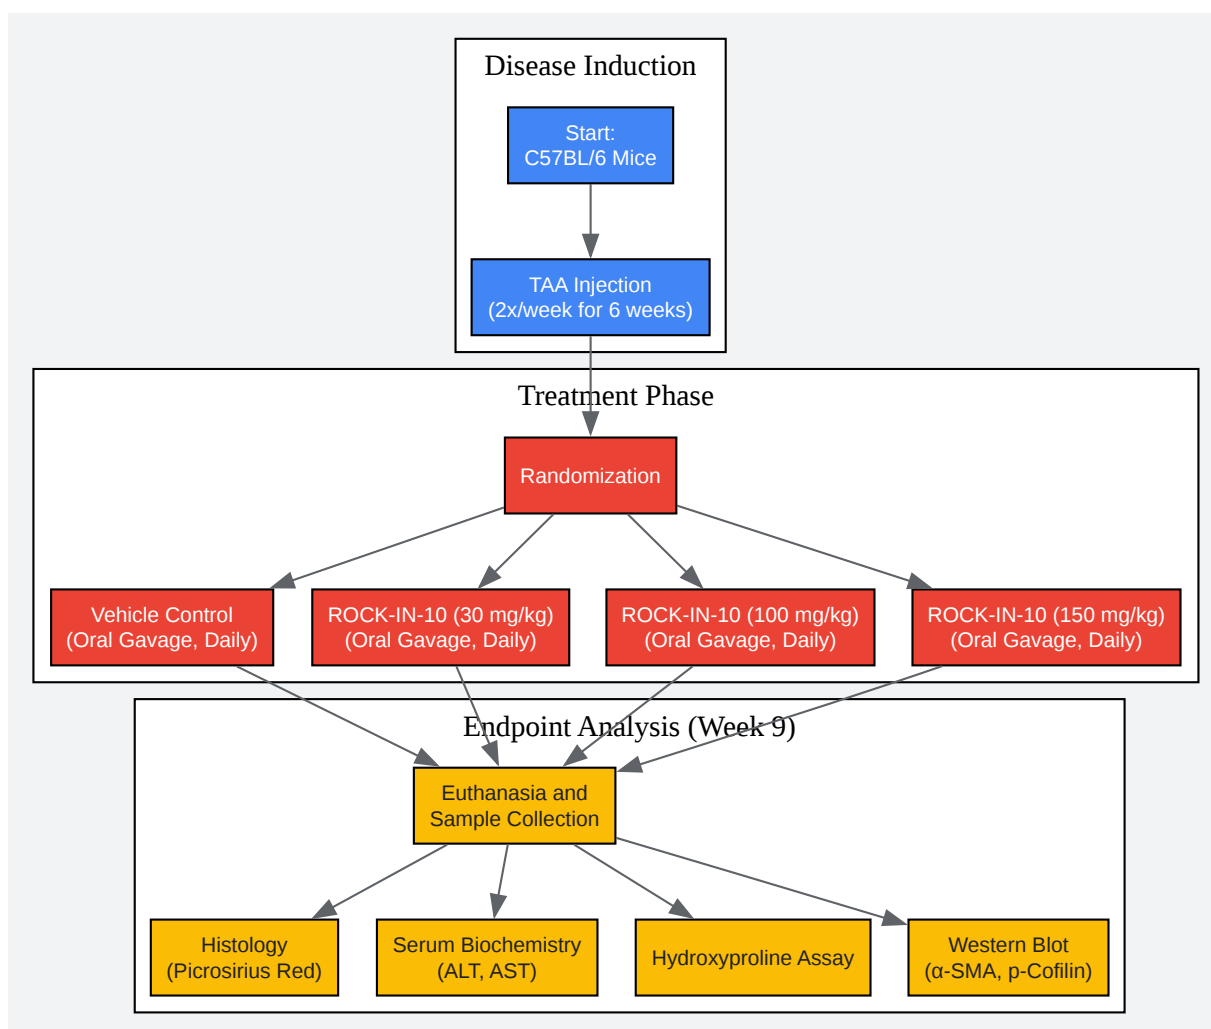 Disease Induction
Start:
C57BL/6 Mice
TAA Injection
(2x/week for 6 weeks)
Treatment Phase
Randomization
Vehicle Control
(Oral Gavage, Daily)
ROCK-IN-10 (30 mg/kg)
(Oral Gavage, Daily)
ROCK-IN-10 (100 mg/kg)
(Oral Gavage, Daily)
ROCK-IN-10 (150 mg/kg)
(Oral Gavage, Daily)
Endpoint Analysis (Week 9)
Euthanasia and
Sample Collection
Histology
(Picrosirius Red)
Serum Biochemistry
(ALT, AST)
Hydroxyproline Assay
Western Blot
(α-SMA, p-Cofilin)